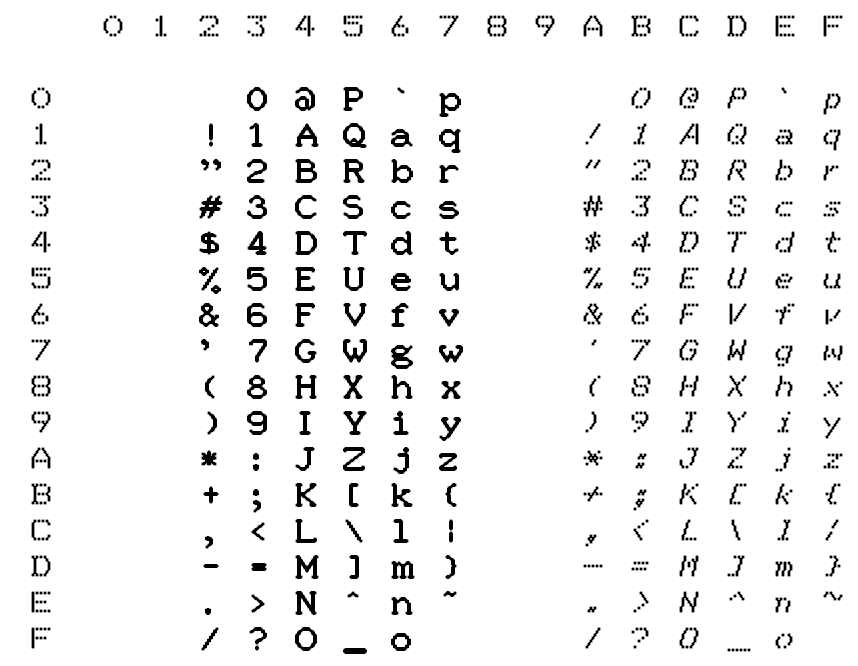 0 1 2 3 4 5 6 7 8 9 A B C D E F
0 0 @ P ` p 0 @ P ` p
1 ! 1 A Q a q ! 1 A Q a q
2 " 2 B R b r " 2 B R b r
3 # 3 C S c s # 3 C S c s
4 $ 4 D T d t $ 4 D T d t
5 % 5 E U e u % 5 E U e u
6 & 6 F V f v & 6 F V f v
7 ' 7 G W g w ' 7 G W g w
8 ( 8 H X h x ( 8 H X h x
9 ) 9 I Y i y ) 9 I Y i y
A * : J Z j z * : J Z j z
B + ; K [ k { + ; K [ k {
C , < L \ l ¦ , < L \ l /
D - = M ] m } - = M ] m }
E . > N ^ n ~ . > N ^ n ~
F / ? O _ o / ? O _ o